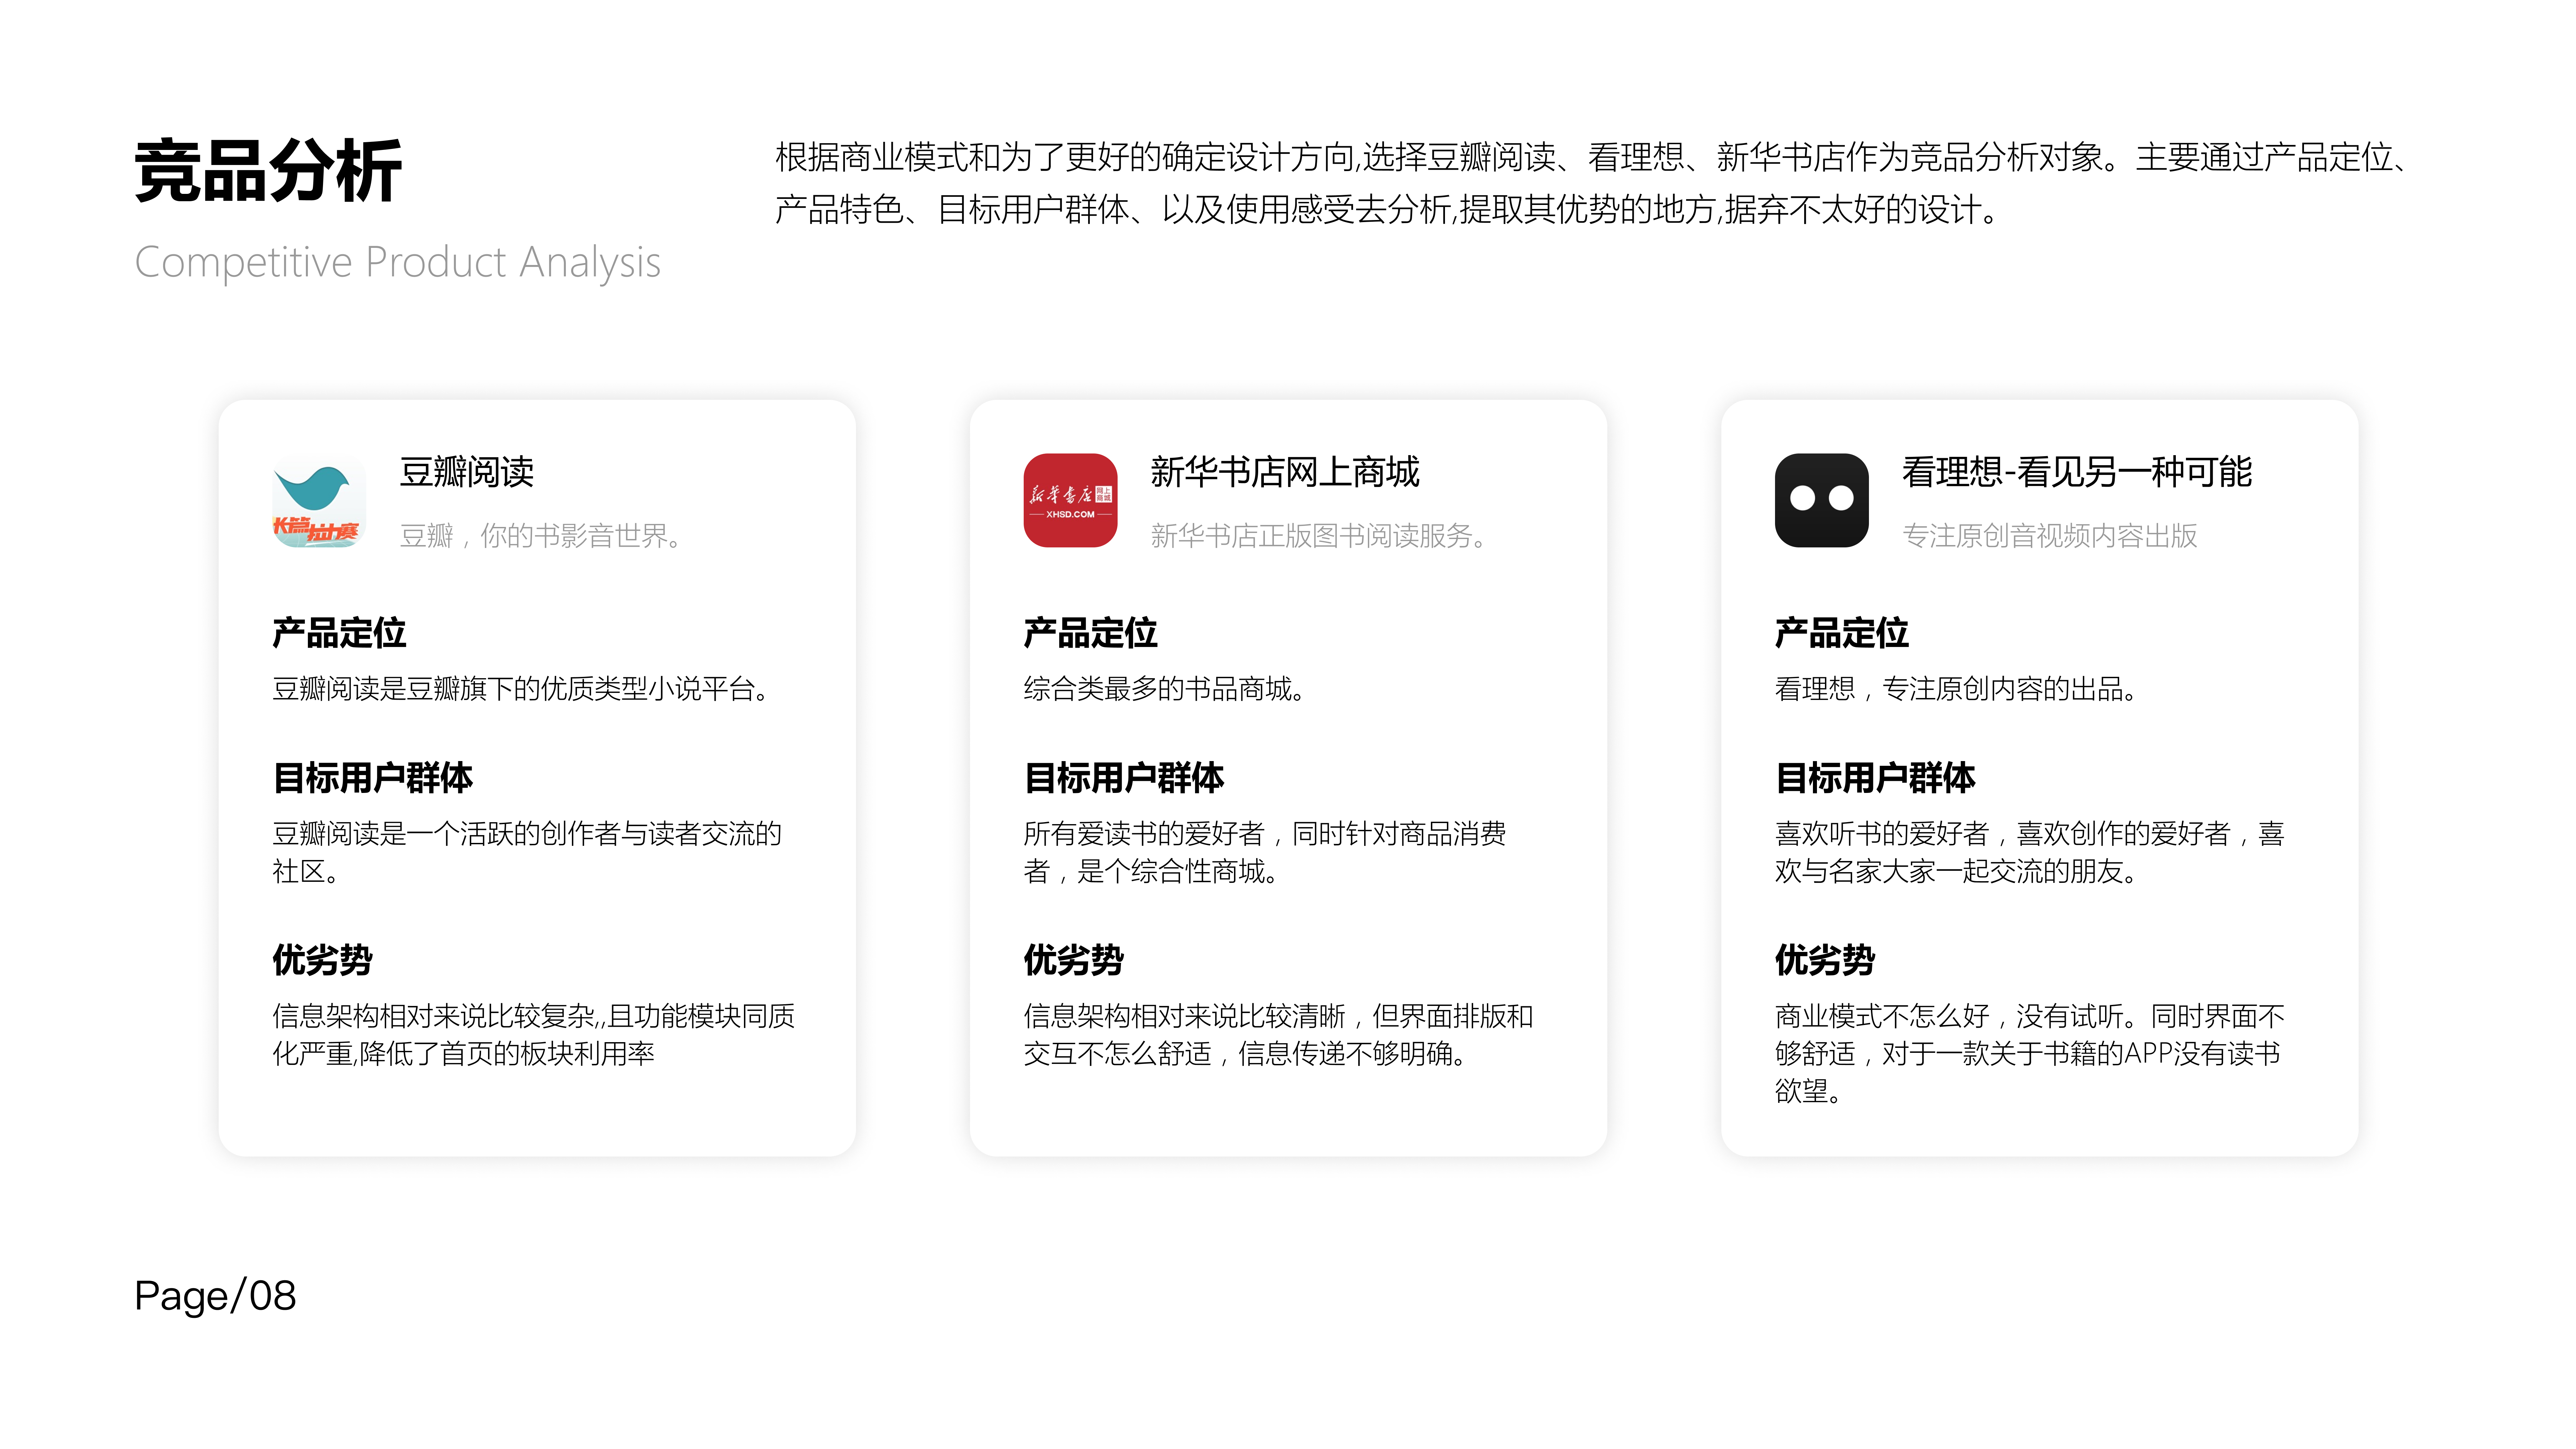 竞品分析
Competitive Product Analysis
根据商业模式和为了更好的确定设计方向,选择豆瓣阅读、看理想、新华书店作为竞品分析对象。主要通过产品定位、
产品特色、目标用户群体、以及使用感受去分析,提取其优势的地方,据弃不太好的设计。
长篇拉力赛
豆瓣阅读
豆瓣，你的书影音世界。
产品定位
豆瓣阅读是豆瓣旗下的优质类型小说平台。
目标用户群体
豆瓣阅读是一个活跃的创作者与读者交流的
社区。
优劣势
信息架构相对来说比较复杂,,且功能模块同质
化严重,降低了首页的板块利用率
新华书店 网上商城
XHSD.COM
新华书店网上商城
新华书店正版图书阅读服务。
产品定位
综合类最多的书品商城。
目标用户群体
所有爱读书的爱好者，同时针对商品消费
者，是个综合性商城。
优劣势
信息架构相对来说比较清晰，但界面排版和
交互不怎么舒适，信息传递不够明确。
看理想-看见另一种可能
专注原创音视频内容出版
产品定位
看理想，专注原创内容的出品。
目标用户群体
喜欢听书的爱好者，喜欢创作的爱好者，喜
欢与名家大家一起交流的朋友。
优劣势
商业模式不怎么好，没有试听。同时界面不
够舒适，对于一款关于书籍的APP没有读书
欲望。
Page/08